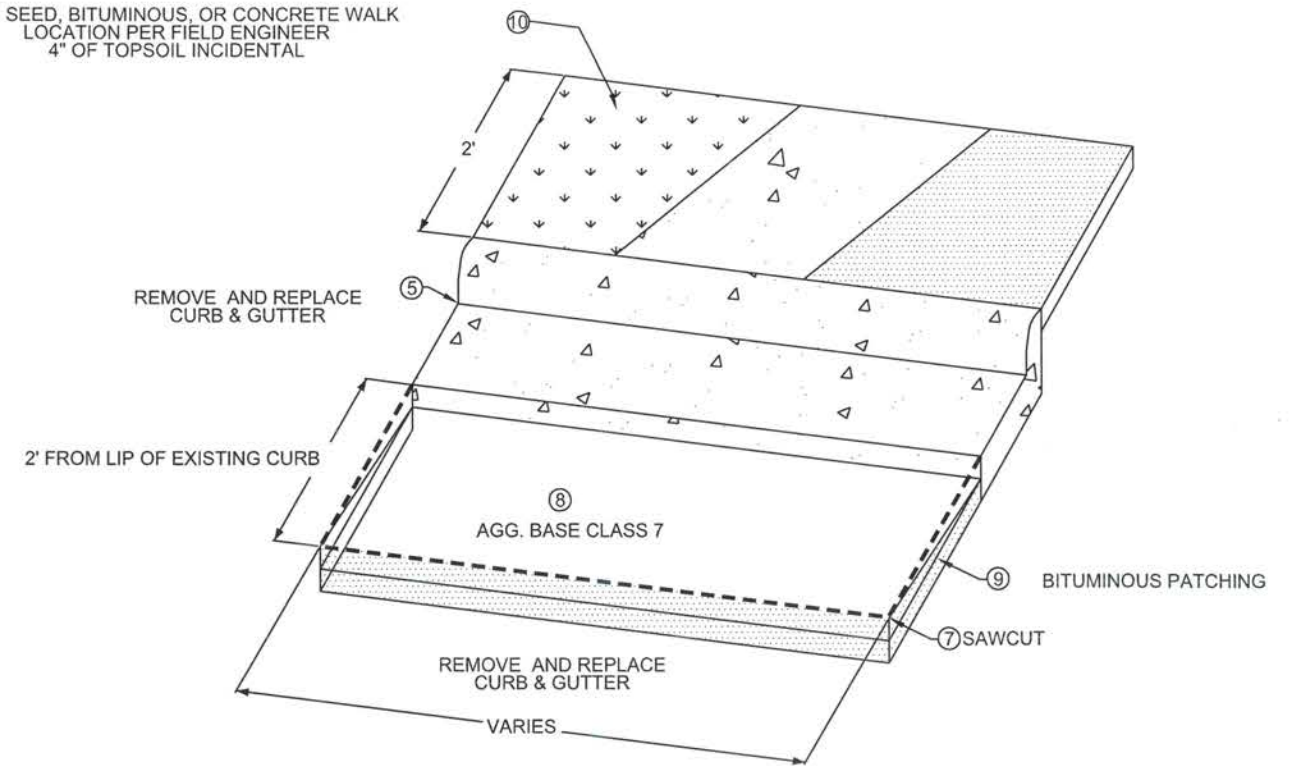 SEED, BITUMINOUS, OR CONCRETE WALK
LOCATION PER FIELD ENGINEER
4" OF TOPSOIL INCIDENTAL
10
2'
REMOVE AND REPLACE
CURB & GUTTER
5
2' FROM LIP OF EXISTING CURB
8
AGG. BASE CLASS 7
9 BITUMINOUS PATCHING
7 SAWCUT
REMOVE AND REPLACE
CURB & GUTTER
VARIES